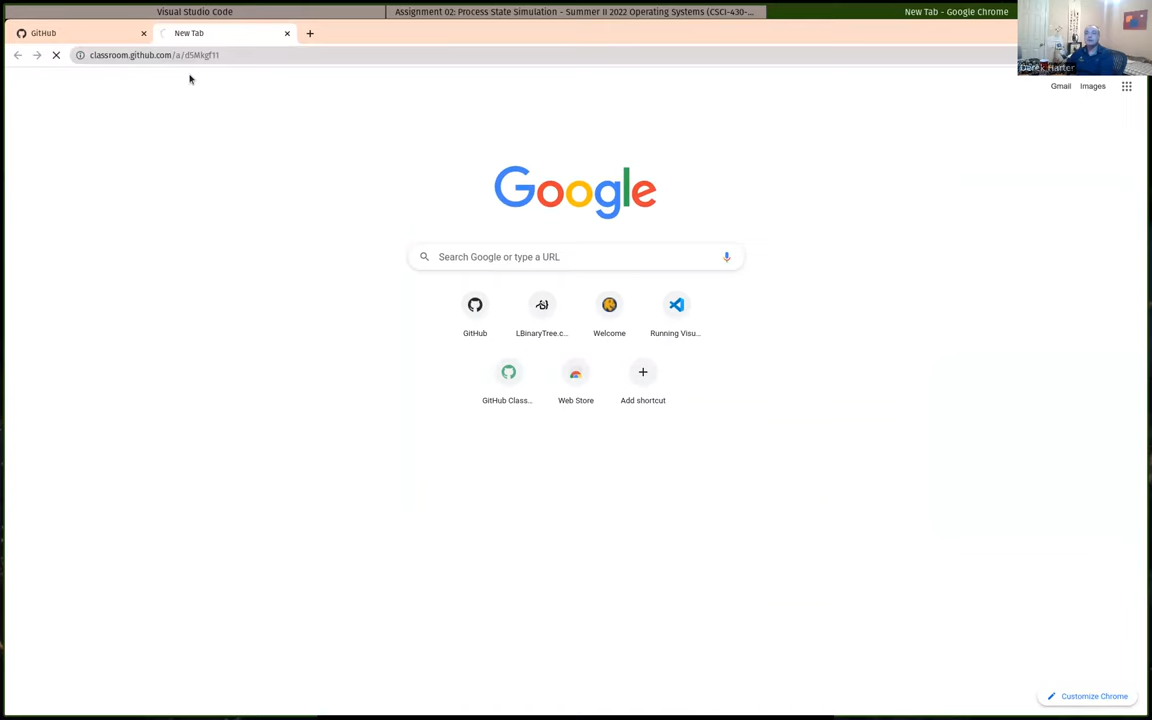 Visual Studio Code
Assignment 02: Process State Simulation - Summer II 2022 Operating Systems (CSCI-430-...
New Tab - Google Chrome
GitHub
New Tab
classroom.github.com/a/d5Mkgf11
Derek Harter
Gmail
Images
Google
Search Google or type a URL
GitHub
LBinaryTree.c...
Welcome
Running Visu...
GitHub Class...
Web Store
Add shortcut
Customize Chrome